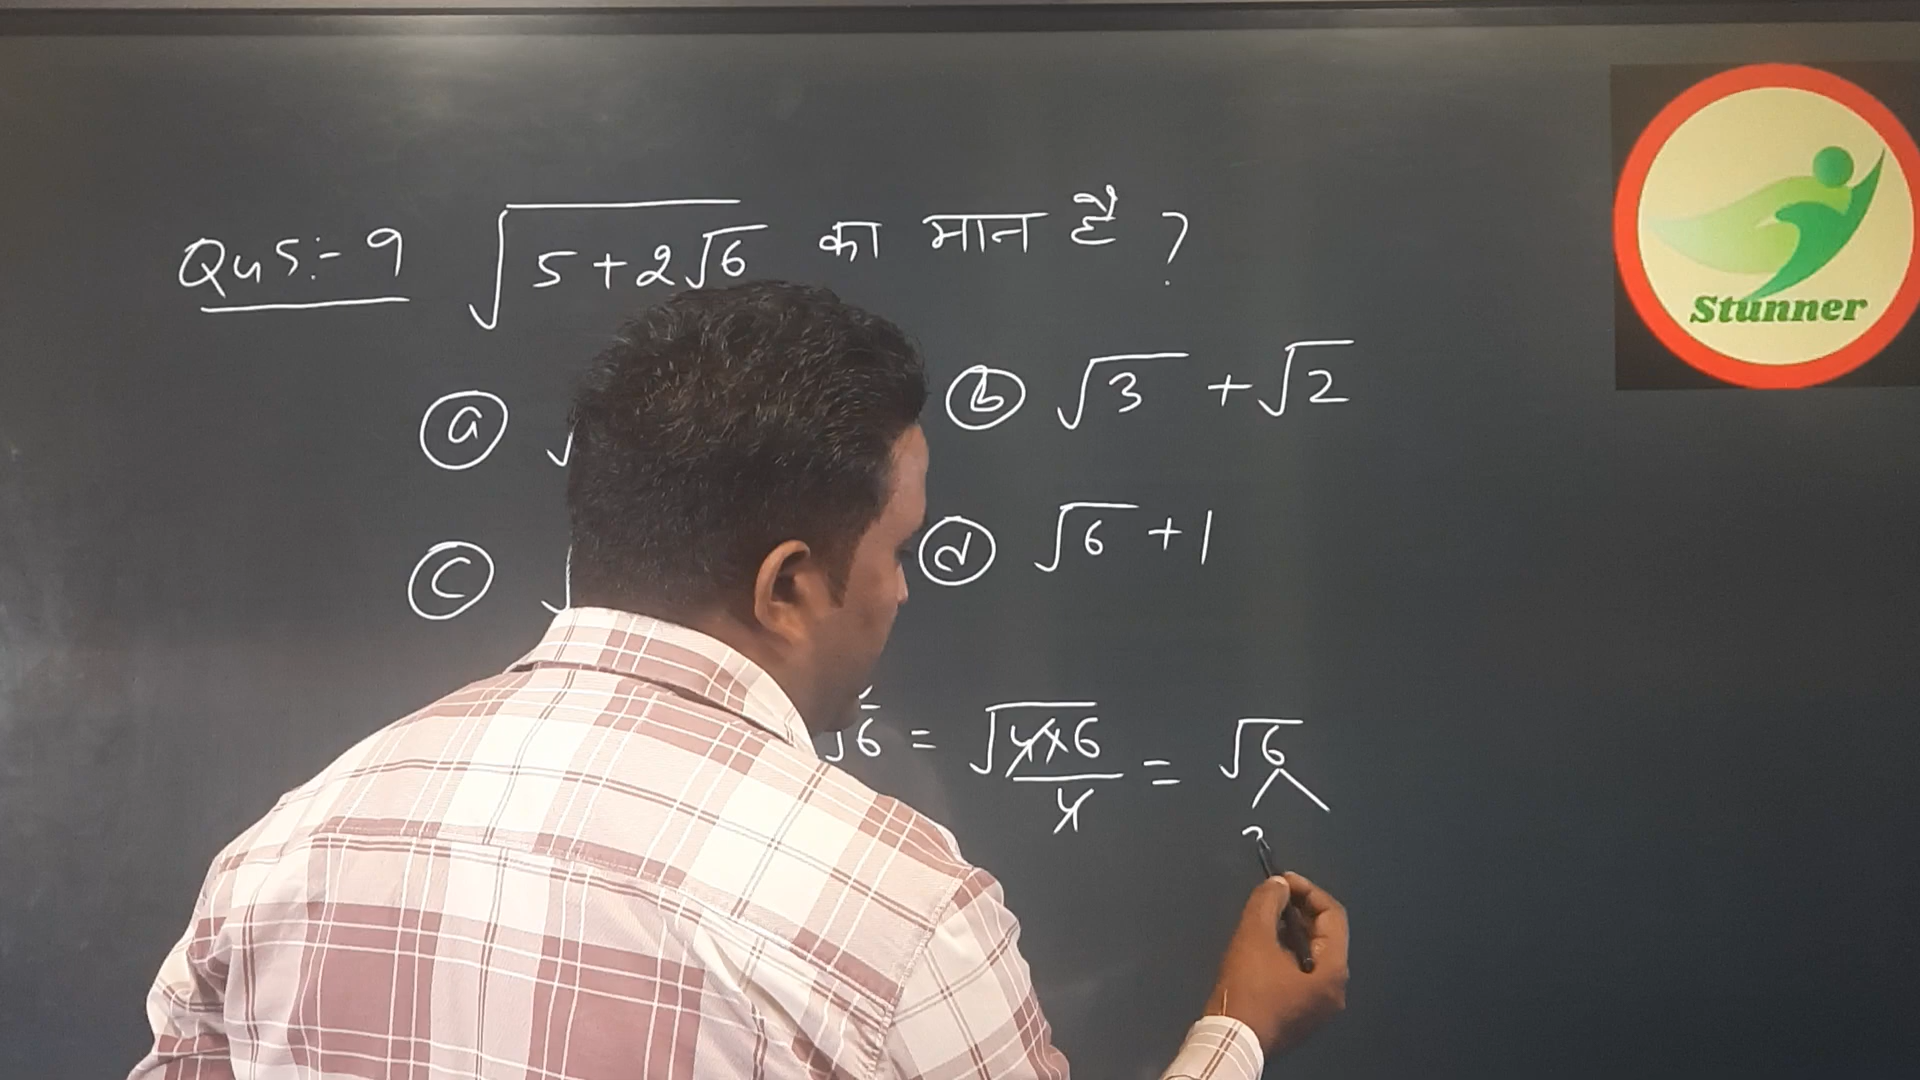 Qus:- 9 √5+2√6 का मान है ?
ⓐ √ ⓑ √3 + √2
ⓒ √ ⓓ √6 + 1
√6 = √4×6/4 = √6
Stunner